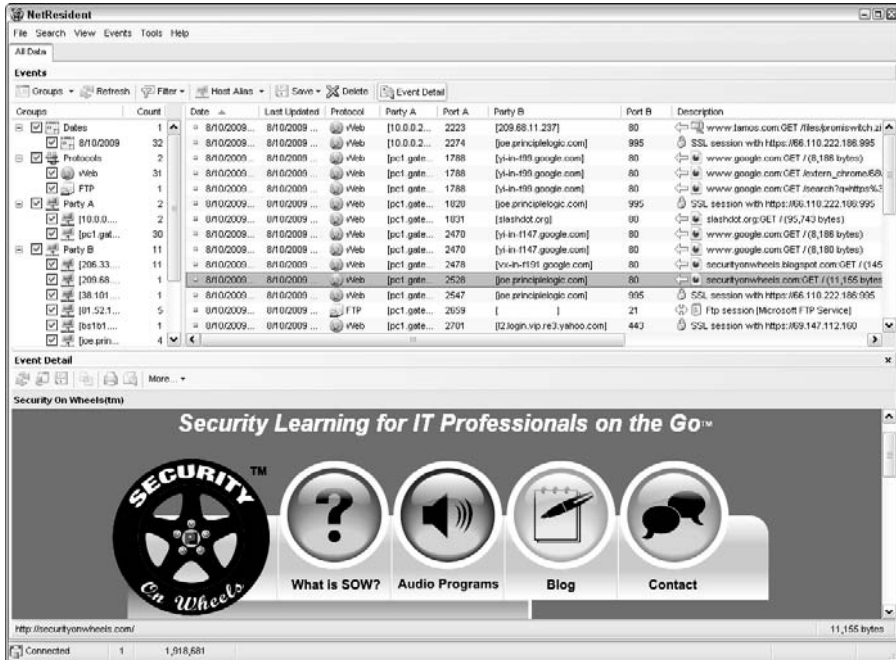 NetResident
File Search View Events Tools Help
All Data
Events
Groups Refresh Filter Host Alias Save Delete Event Detail
Groups Count Date Last Updated Protocol Party A Port A Party B Port B Description
Dates 1 8/10/2009... 8/10/2009 ... Web [10.0.0.2... 2223 [209.68.11.237] 80 www.tamos.com:GET /files/promiswitch.zi
8/10/2009 32 8/10/2009... 8/10/2009 ... Web [10.0.0.2... 2274 [joe.principlelogic.com] 995 SSL session with https://66.110.222.186:995
Protocols 2 8/10/2009... 8/10/2009 ... Web [pc1.gate... 1788 [yi-in-f99.google.com] 80 www.google.com:GET / (8,186 bytes)
Web 31 8/10/2009... 8/10/2009 ... Web [pc1.gate... 1788 [yi-in-f99.google.com] 80 www.google.com:GET
FTP 1 8/10/2009... 8/10/2009 ... Web [pc1.gate... 1788 [yi-in-f99.google.com] 80 www.google.com:GET
Party A 2 8/10/2009... 8/10/2009 ... Web [pc1.gate... 1820 [joe.principlelogic.com] 995 SSL session with https://66.110.222.186:995
[10.0.0.... 2 8/10/2009... 8/10/2009 ... Web [pc1.gate... 1831 [slashdot.org] 80 slashdot.org:GET / (95,743 bytes)
[pc1.gat... 30 8/10/2009... 8/10/2009 ... Web [pc1.gate... 2470 [yi-in-f147.google.com] 80 www.google.com:GET / (8,186 bytes)
Party B 11 8/10/2009... 8/10/2009 ... Web [pc1.gate... 2470 [yi-in-f147.google.com] 80 www.google.com:GET / (8,180 bytes)
[206.33.... 11 8/10/2009... 8/10/2009 ... Web [pc1.gate... 2478 [vx-in-f191.google.com] 80 securityonwheels.blogspot.com:GET / (145
[209.68.... 1 8/10/2009... 8/10/2009 ... Web [pc1.gate... 2528 [joe.principlelogic.com] 80 securityonwheels.com:GET / (11,155 bytes
[38.101.... 1 8/10/2009... 8/10/2009 ... Web [pc1.gate... 2547 [joe.principlelogic.com] 995 SSL session with https://66.110.222.186:995
[81.52.1... 5 8/10/2009... 8/10/2009 ... FTP [pc1.gate... 2659 [ ] 21 Ftp session [Microsoft FTP Service]
[bs1b1.... 1 8/10/2009... 8/10/2009 ... Web [pc1.gate... 2701 [l2.login.vip.re3.yahoo.com] 443 SSL session with https://69.147.112.160
[joe.prin... 4
Event Detail
More...
Security On Wheels(tm)
Security Learning for IT Professionals on the Go™
SECURITY ™
On Wheels
What is SOW? Audio Programs Blog Contact
http://securityonwheels.com/ 11,155 bytes
Connected 1 1,918,681